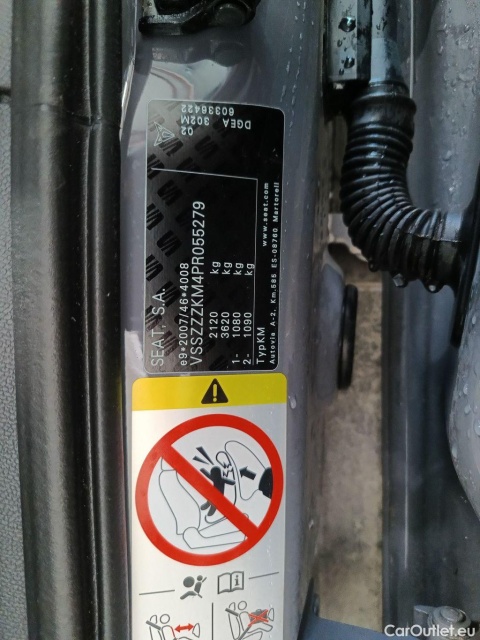 SEAT, S.A.
e9*2007/46*4008
VSSZZZKM4PR055279
2120 kg
3620 kg
1- 1080 kg
2- 1090 kg
TypKM
www.seat.com
Autovía A-2, Km.585 ES-08760 Martorell
02
DGEA 302M
60336422
i
CarOutlet.eu